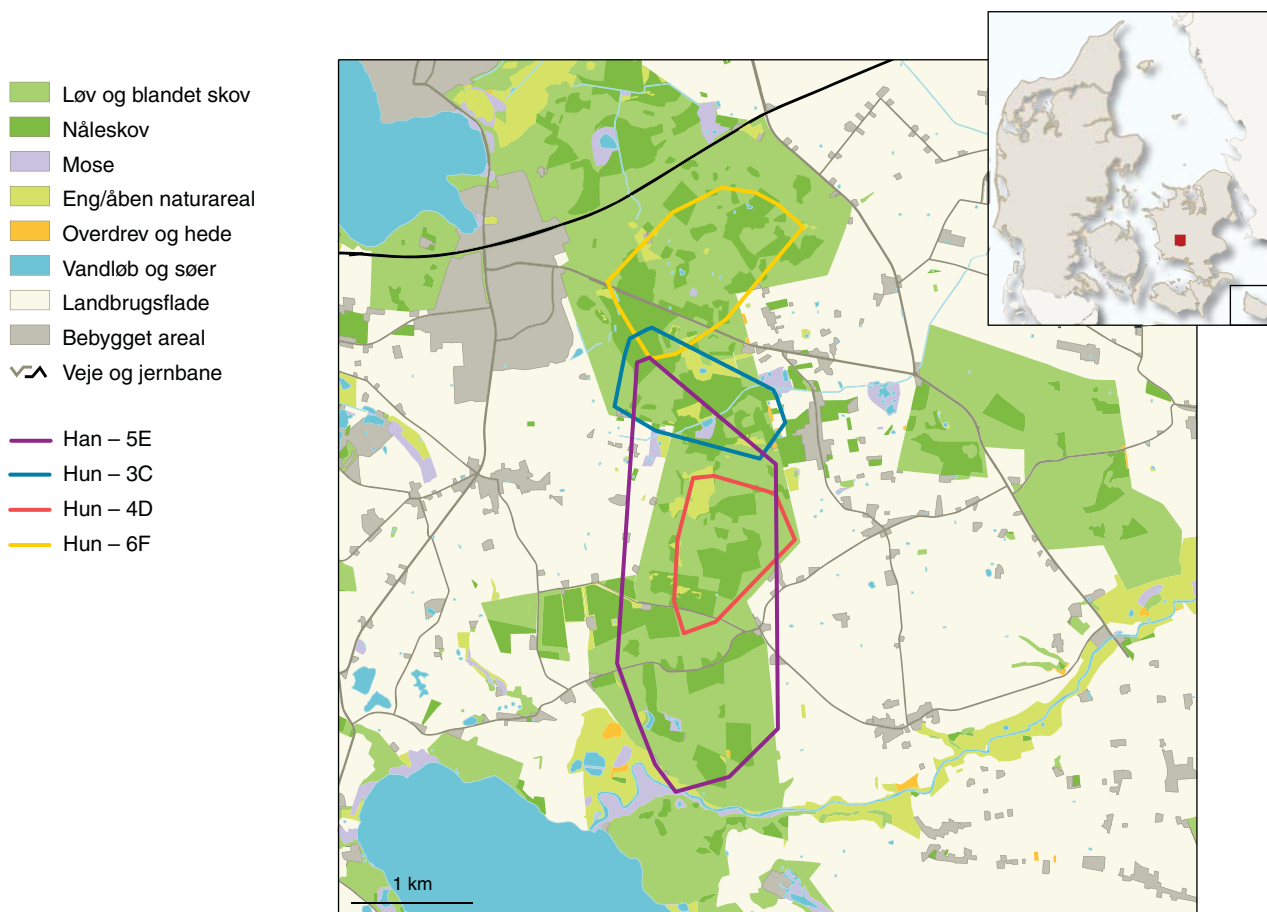 Løv og blandet skov
Nåleskov
Mose
Eng/åben naturareal
Overdrev og hede
Vandløb og søer
Landbrugsflade
Bebygget areal
Veje og jernbane
Han – 5E
Hun – 3C
Hun – 4D
Hun – 6F
1 km